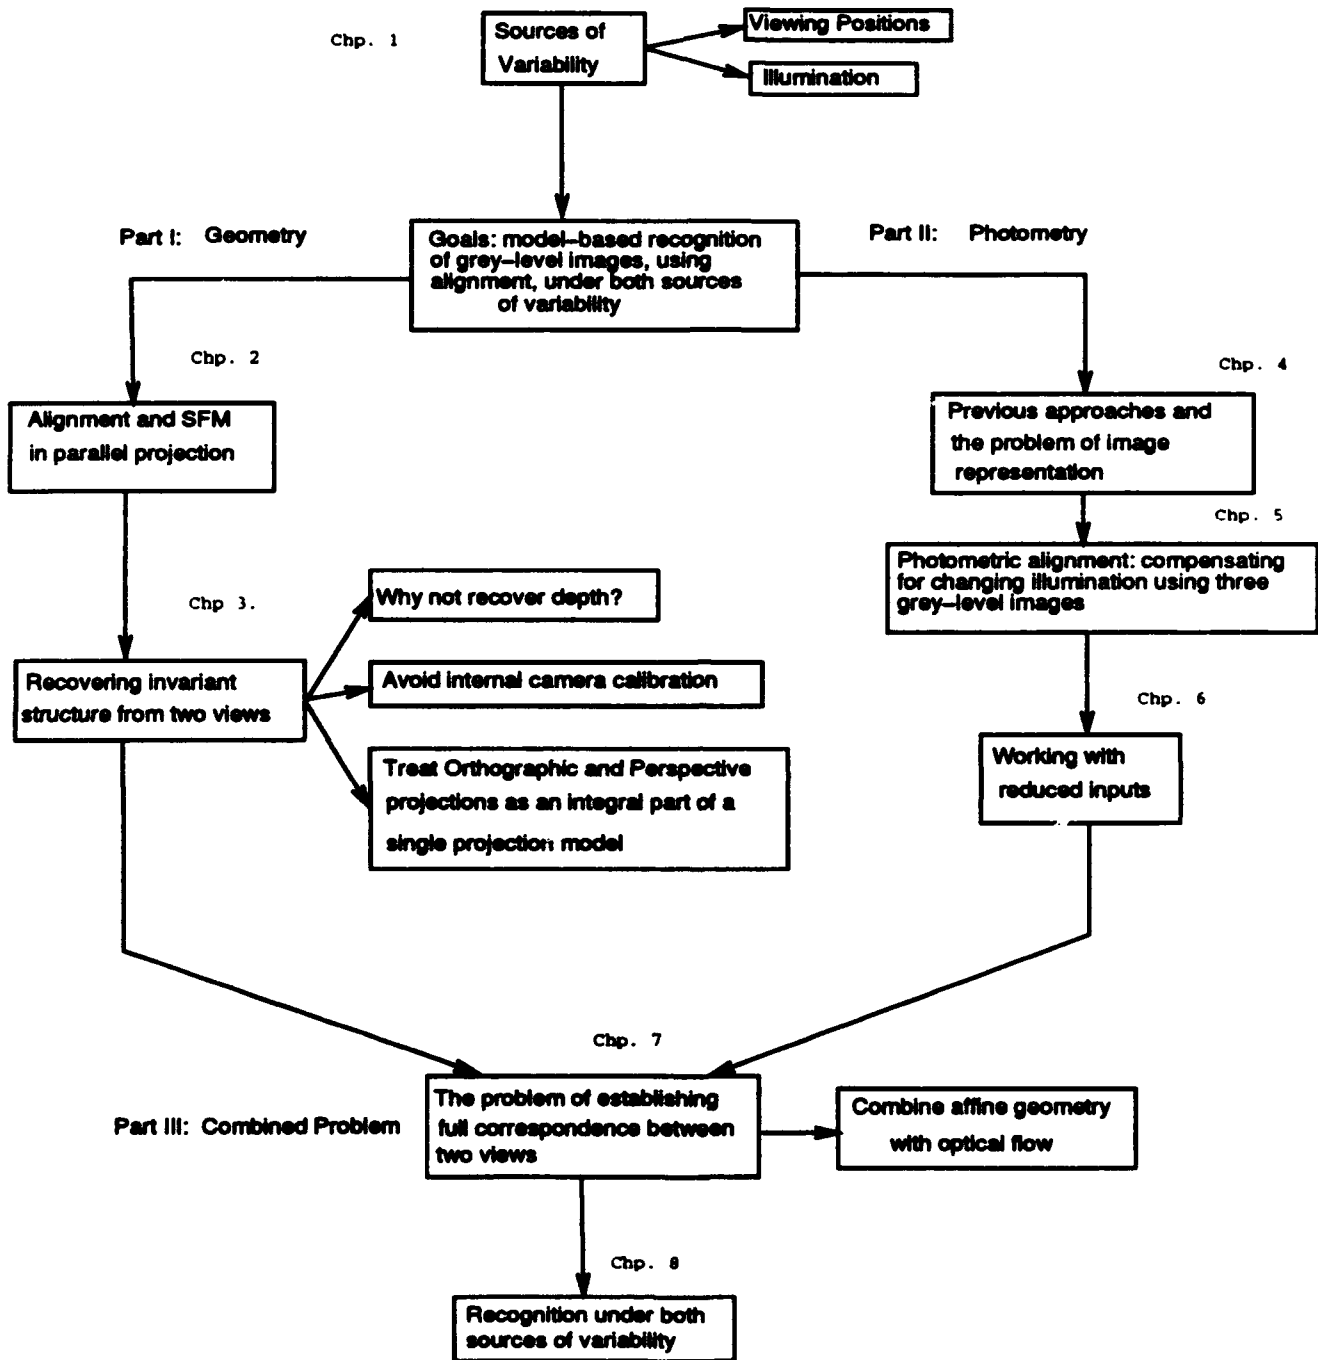 Chp. 1
Sources of
Variability
Viewing Positions
Illumination
Part I: Geometry
Goals: model-based recognition
of grey-level images, using
alignment, under both sources
of variability
Part II: Photometry
Chp. 2
Alignment and SFM
in parallel projection
Chp. 4
Previous approaches and
the problem of image
representation
Chp. 5
Photometric alignment: compensating
for changing illumination using three
grey-level images
Chp 3.
Recovering invariant
structure from two views
Why not recover depth?
Avoid internal camera calibration
Treat Orthographic and Perspective
projections as an integral part of a
single projection model
Chp. 6
Working with
reduced inputs
Chp. 7
Part III: Combined Problem
The problem of establishing
full correspondence between
two views
Combine affine geometry
with optical flow
Chp. 8
Recognition under both
sources of variability